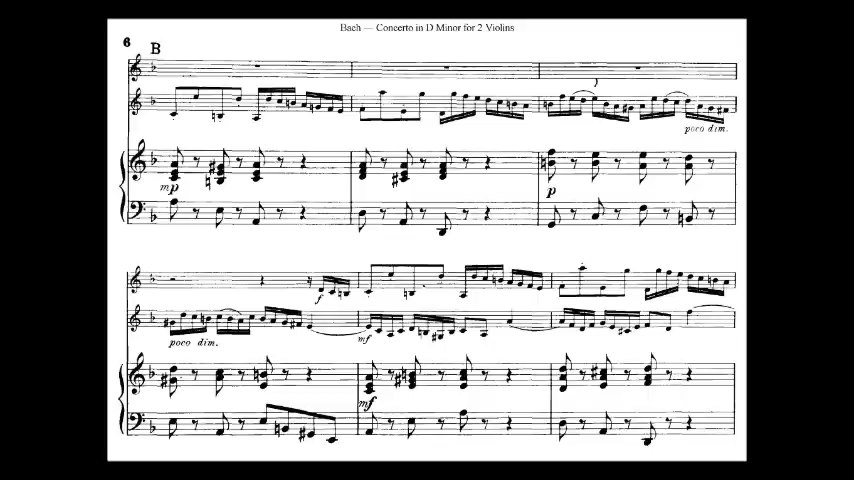 Bach — Concerto in D Minor for 2 Violins
6
B
poco dim.
mp
p
f
poco dim.
mf
mf